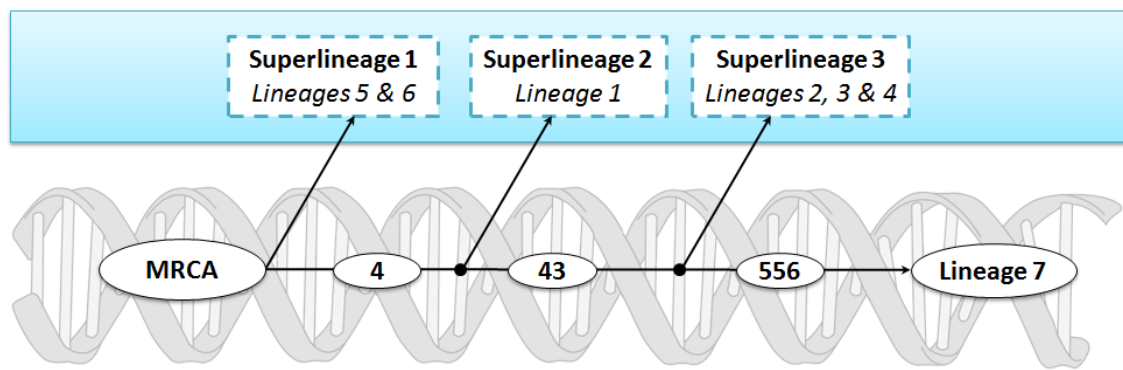 Superlineage 1
Lineages 5 & 6
Superlineage 2
Lineage 1
Superlineage 3
Lineages 2, 3 & 4
MRCA
4
43
556
Lineage 7